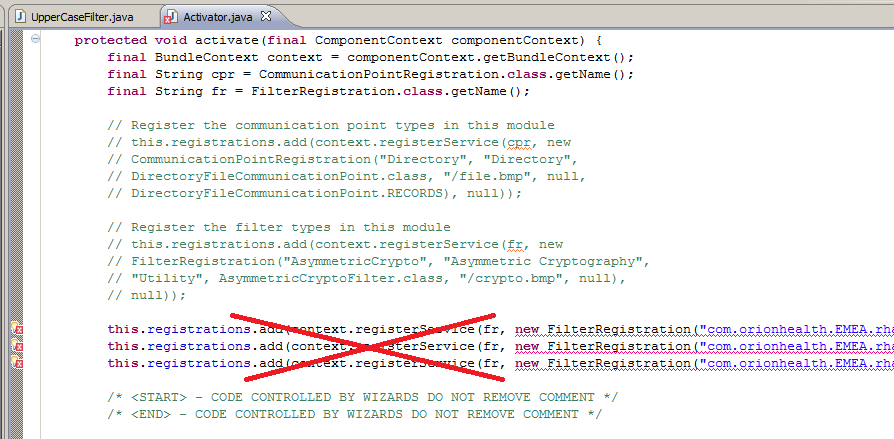 UpperCaseFilter.java Activator.java
protected void activate(final ComponentContext componentContext) {
final BundleContext context = componentContext.getBundleContext();
final String cpr = CommunicationPointRegistration.class.getName();
final String fr = FilterRegistration.class.getName();
// Register the communication point types in this module
// this.registrations.add(context.registerService(cpr, new
// CommunicationPointRegistration("Directory", "Directory",
// DirectoryFileCommunicationPoint.class, "/file.bmp", null,
// DirectoryFileCommunicationPoint.RECORDS), null));
// Register the filter types in this module
// this.registrations.add(context.registerService(fr, new
// FilterRegistration("AsymmetricCrypto", "Asymmetric Cryptography",
// "Utility", AsymmetricCryptoFilter.class, "/crypto.bmp", null),
// null));
this.registrations.add(context.registerService(fr, new FilterRegistration("com.orionhealth.EMEA.rha
this.registrations.add(context.registerService(fr, new FilterRegistration("com.orionhealth.EMEA.rha
this.registrations.add(context.registerService(fr, new FilterRegistration("com.orionhealth.EMEA.rha
/* <START> - CODE CONTROLLED BY WIZARDS DO NOT REMOVE COMMENT */
/* <END> - CODE CONTROLLED BY WIZARDS DO NOT REMOVE COMMENT */